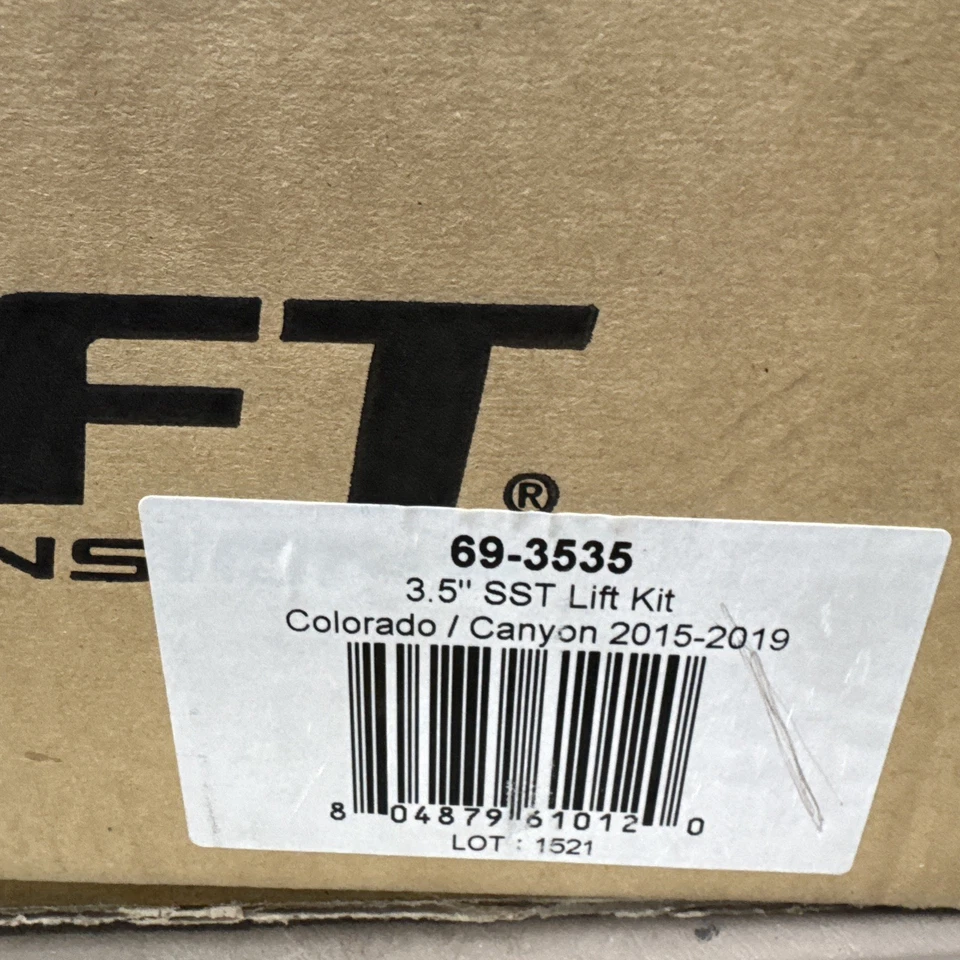 FT®
NS
69-3535
3.5" SST Lift Kit
Colorado / Canyon 2015-2019
8 04879 61012 0
LOT : 1521